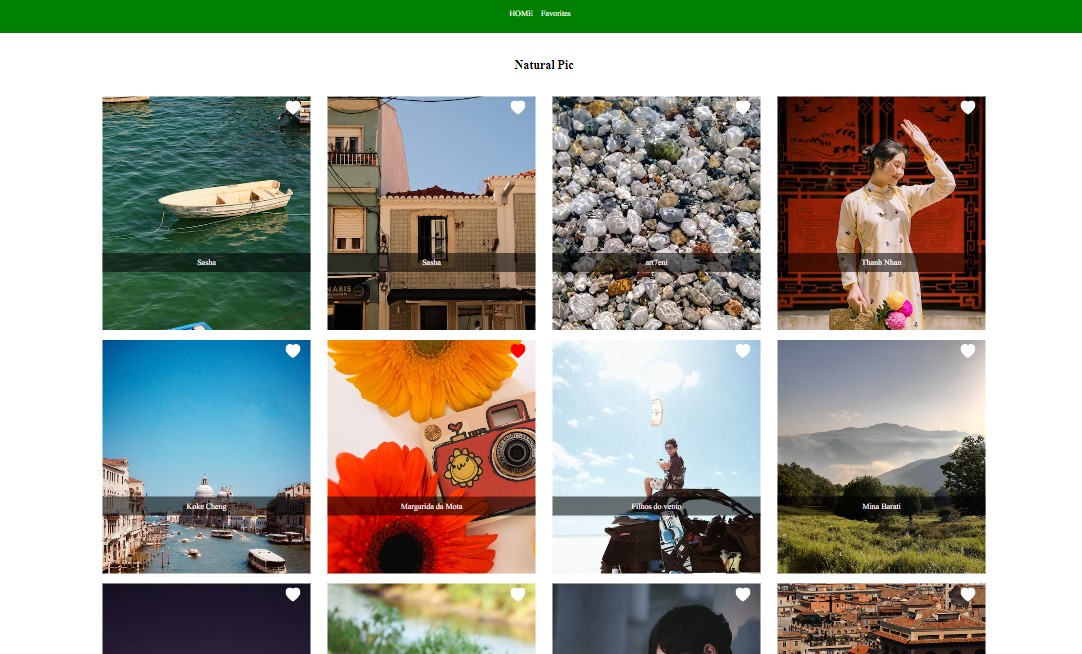 HOME Favorites
Natural Pic
Sasha
Sasha
art7eni
Thanh Nhan
NABIS
Koke Cheng
Margarida da Mota
Filhos do vento
Mina Barati